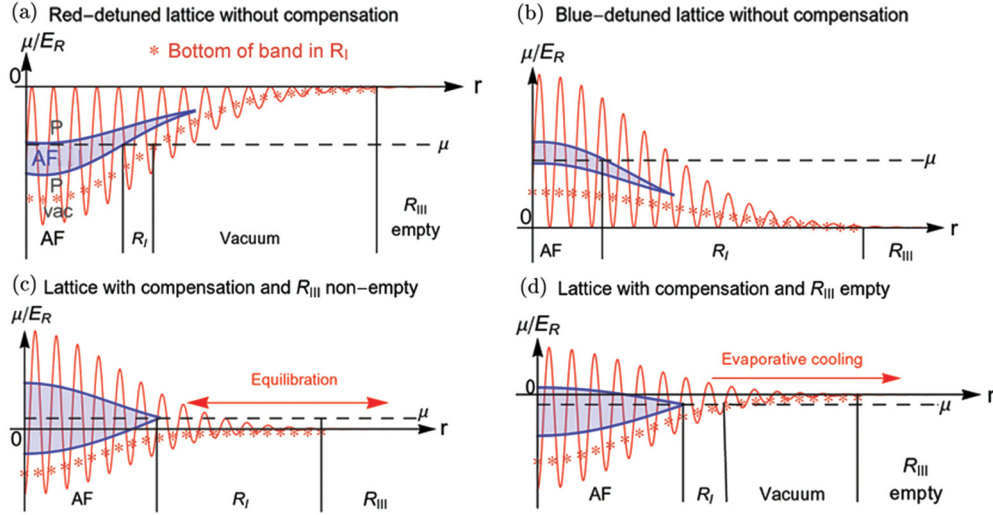 (a) Red-detuned lattice without compensation
μ/E_R
* Bottom of band in R_I
0
r
P
AF
μ
P
vac
AF
R_I
Vacuum
R_III
empty
(b) Blue-detuned lattice without compensation
μ/E_R
μ
0
r
AF
R_I
R_III
(c) Lattice with compensation and R_III non-empty
μ/E_R
Equilibration
μ
0
r
AF
R_I
R_III
(d) Lattice with compensation and R_III empty
μ/E_R
Evaporative cooling
0
r
μ
AF
R_I
Vacuum
R_III
empty